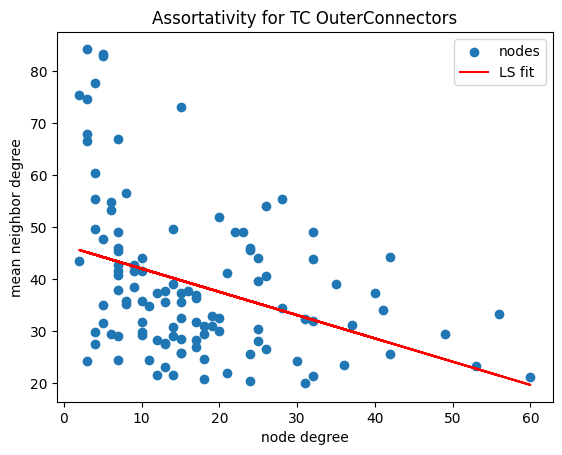 Assortativity for TC OuterConnectors
nodes
LS fit
mean neighbor degree
80
70
60
50
40
30
20
0
10
20
30
40
50
60
node degree